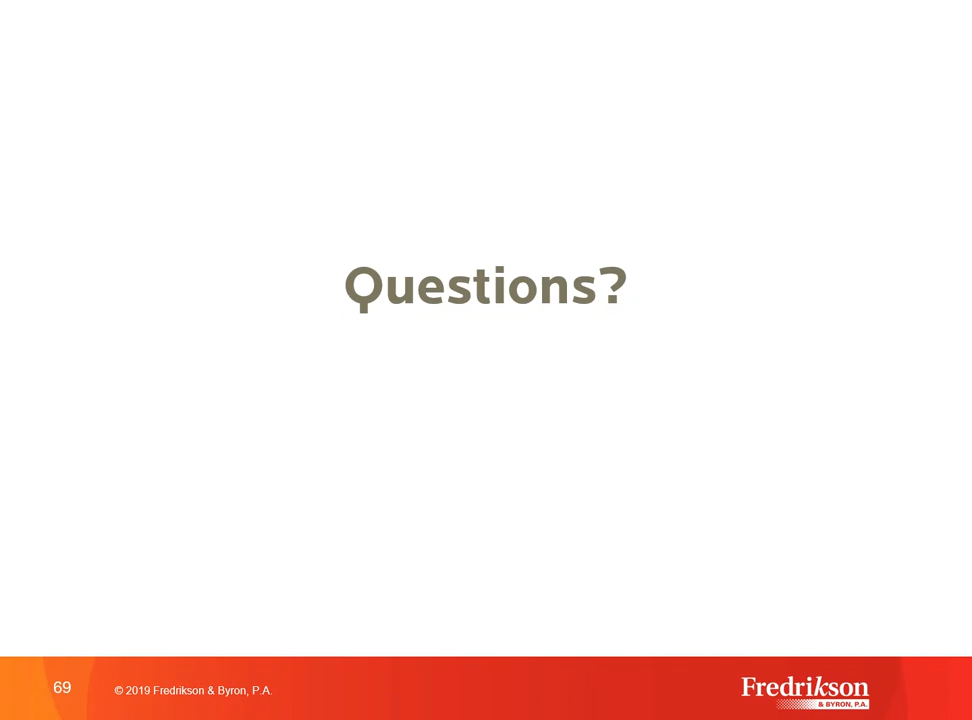 Questions?
69
© 2019 Fredrikson & Byron, P.A.
Fredrikson
& BYRON, P.A.